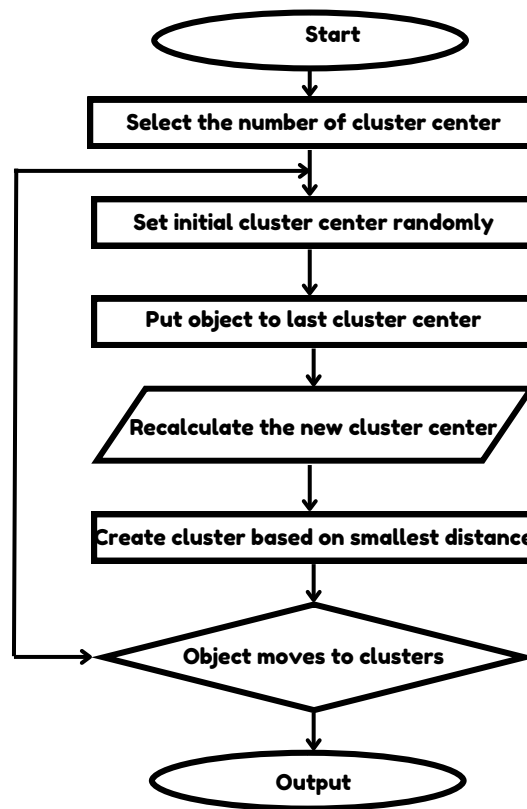 Start
Select the number of cluster center
Set initial cluster center randomly
Put object to last cluster center
Recalculate the new cluster center
Create cluster based on smallest distance
Object moves to clusters
Output